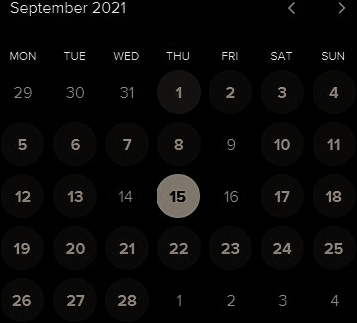 September 2021
MON TUE WED THU FRI SAT SUN
29 30 31 1 2 3 4
5 6 7 8 9 10 11
12 13 14 15 16 17 18
19 20 21 22 23 24 25
26 27 28 1 2 3 4